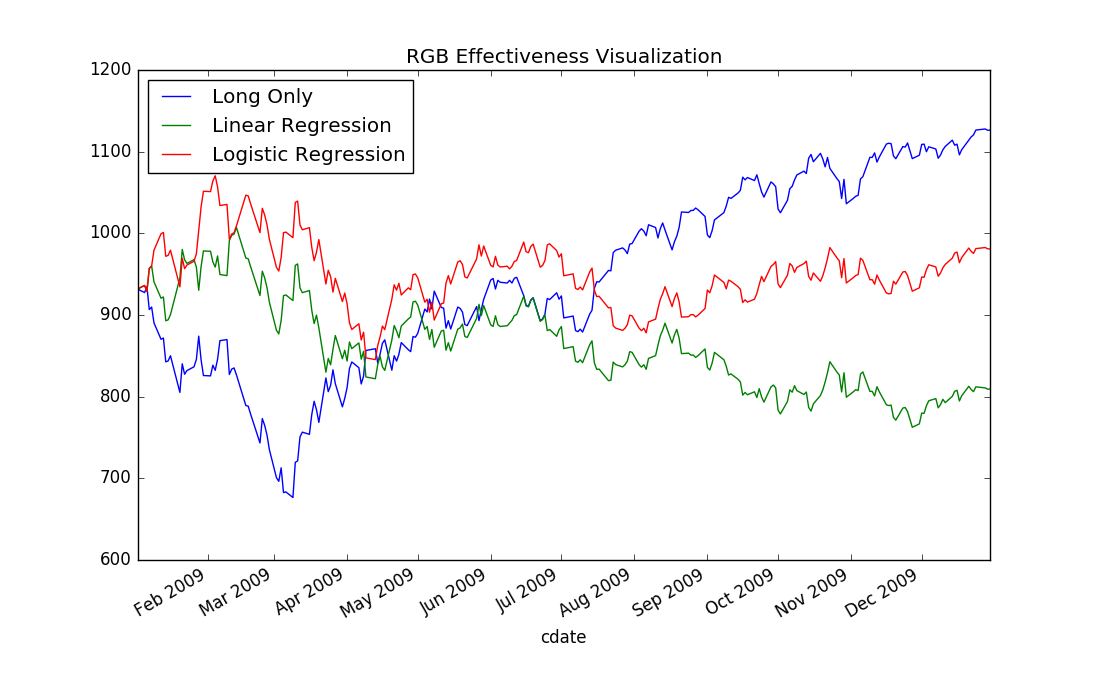 RGB Effectiveness Visualization
1200
1100
1000
900
800
700
600
Long Only
Linear Regression
Logistic Regression
Feb 2009
Mar 2009
Apr 2009
May 2009
Jun 2009
Jul 2009
Aug 2009
Sep 2009
Oct 2009
Nov 2009
Dec 2009
cdate